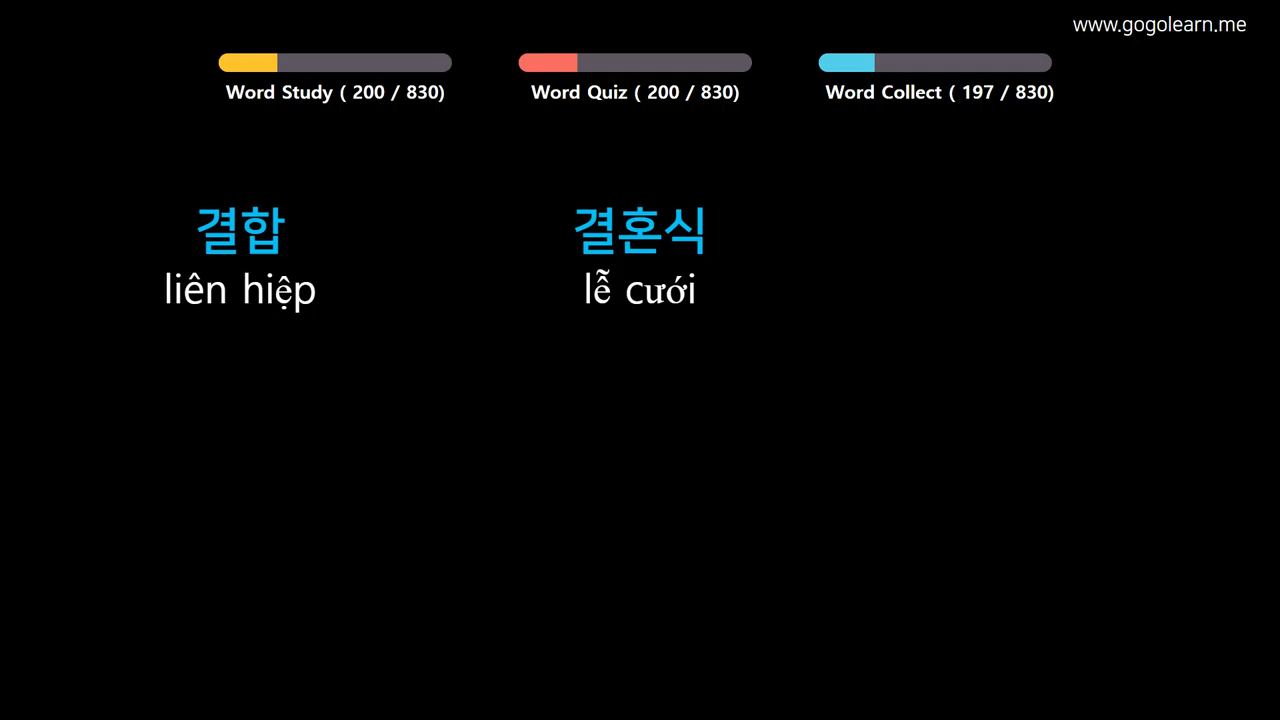 www.gogolearn.me
Word Study ( 200 / 830)
Word Quiz ( 200 / 830)
Word Collect ( 197 / 830)
결합
liên hiệp
결혼식
lễ cưới